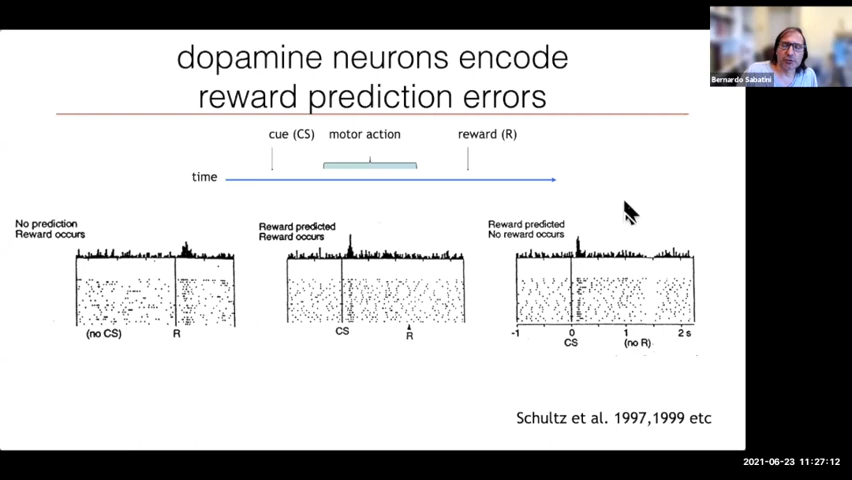 dopamine neurons encode
reward prediction errors
Bernardo Sabatini
cue (CS) motor action reward (R)
time
No prediction
Reward occurs
(no CS) R
Reward predicted
Reward occurs
CS R
Reward predicted
No reward occurs
-1 0 1 2 s
CS (no R)
Schultz et al. 1997,1999 etc
2021-06-23 11:27:12